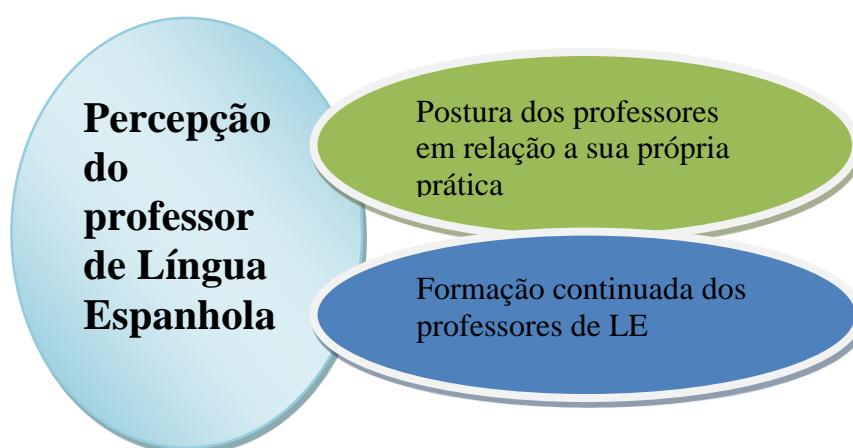 Percepção
do
professor
de Língua
Espanhola
Postura dos professores
em relação a sua própria
prática
Formação continuada dos
professores de LE